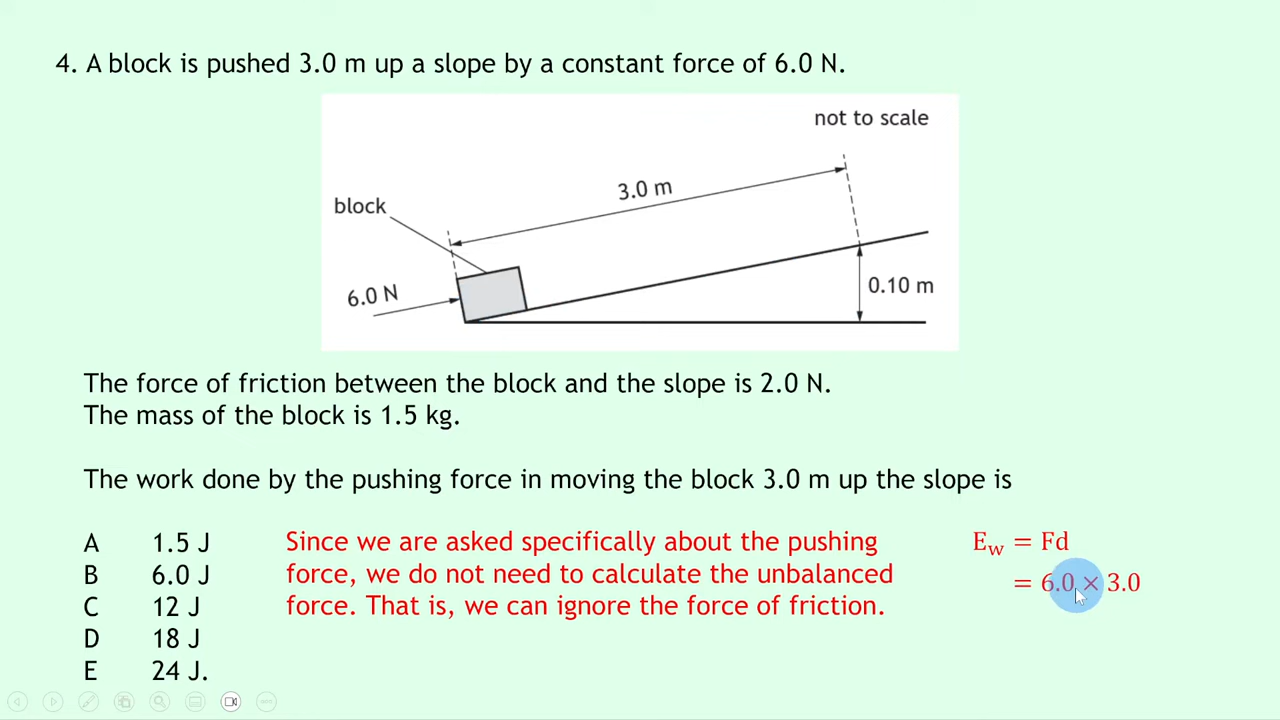 4. A block is pushed 3.0 m up a slope by a constant force of 6.0 N.
not to scale
3.0 m
block
6.0 N
0.10 m
The force of friction between the block and the slope is 2.0 N.
The mass of the block is 1.5 kg.
The work done by the pushing force in moving the block 3.0 m up the slope is
A 1.5 J
B 6.0 J
C 12 J
D 18 J
E 24 J.
Since we are asked specifically about the pushing
force, we do not need to calculate the unbalanced
force. That is, we can ignore the force of friction.
E_w = Fd
= 6.0 × 3.0